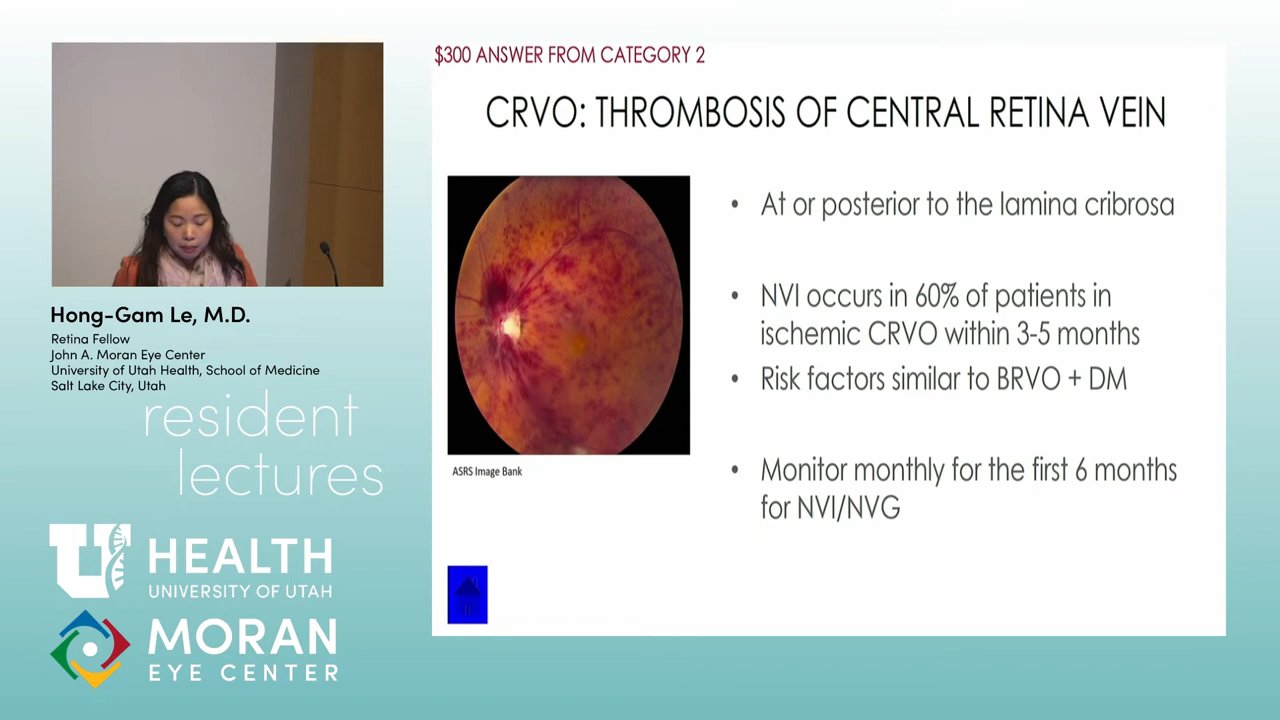 $300 ANSWER FROM CATEGORY 2
CRVO: THROMBOSIS OF CENTRAL RETINA VEIN
• At or posterior to the lamina cribrosa
• NVI occurs in 60% of patients in
ischemic CRVO within 3-5 months
• Risk factors similar to BRVO + DM
• Monitor monthly for the first 6 months
for NVI/NVG
ASRS Image Bank
Hong-Gam Le, M.D.
Retina Fellow
John A. Moran Eye Center
University of Utah Health, School of Medicine
Salt Lake City, Utah
resident
lectures
U HEALTH
UNIVERSITY OF UTAH
MORAN
EYE CENTER